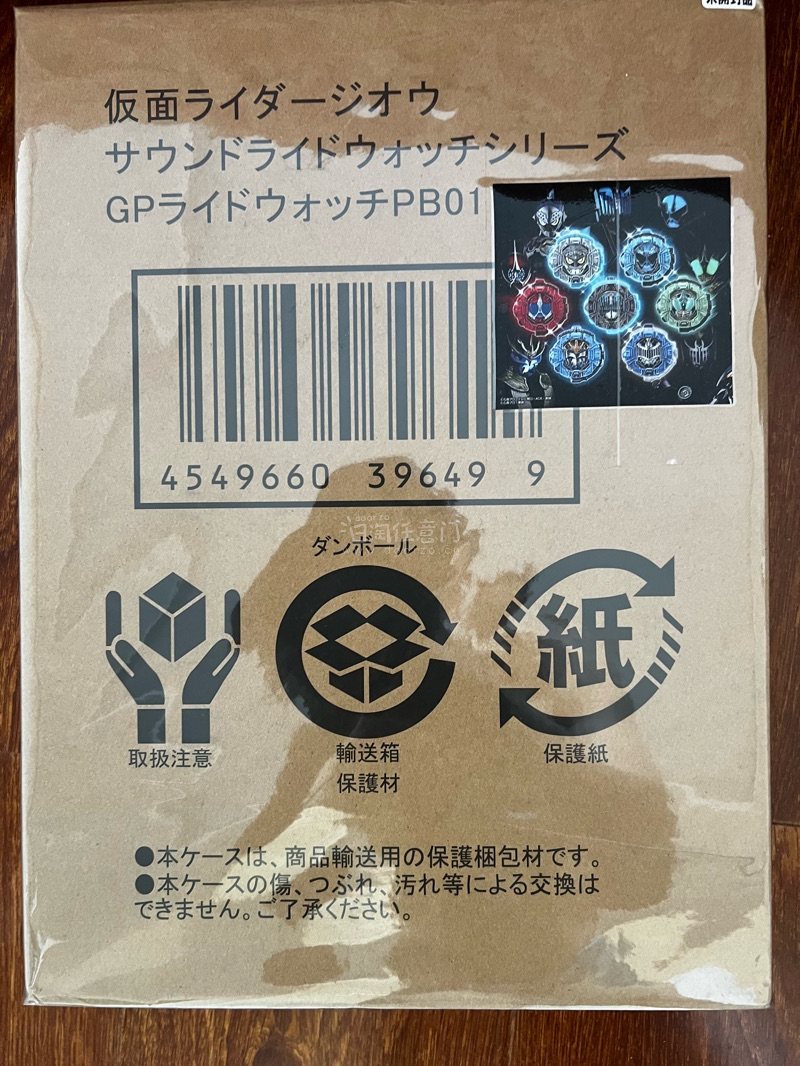 未開封品
仮面ライダージオウ
サウンドライドウォッチシリーズ
GPライドウォッチPB01
4549660 39649 9
ダンボール
取扱注意
輸送箱
保護材
紙
保護紙
●本ケースは、商品輸送用の保護梱包材です。
●本ケースの傷、つぶれ、汚れ等による交換は
できません。ご了承ください。